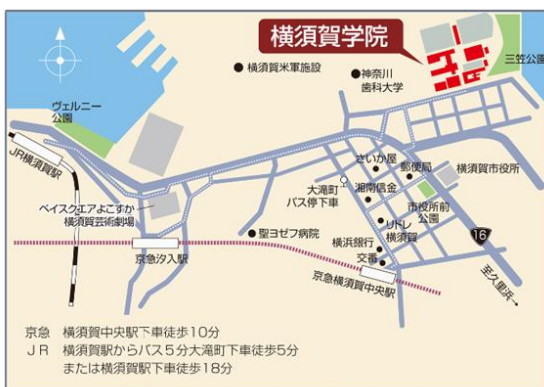 横須賀学院
三笠公園
横須賀米軍施設
神奈川
歯科大学
ヴェルニー
公園
JR横須賀駅
さいか屋
郵便局
横須賀市役所
大滝町
バス停下車
湘南信金
市役所前
公園
ベイスクエアよこすか
横須賀芸術劇場
リドレ
横須賀
聖ヨゼフ病院
横浜銀行
16
京急汐入駅
交番
京急横須賀中央駅
至久里浜→
京急 横須賀中央駅下車徒歩10分
JR 横須賀駅からバス5分大滝町下車徒歩5分
または横須賀駅下車徒歩18分